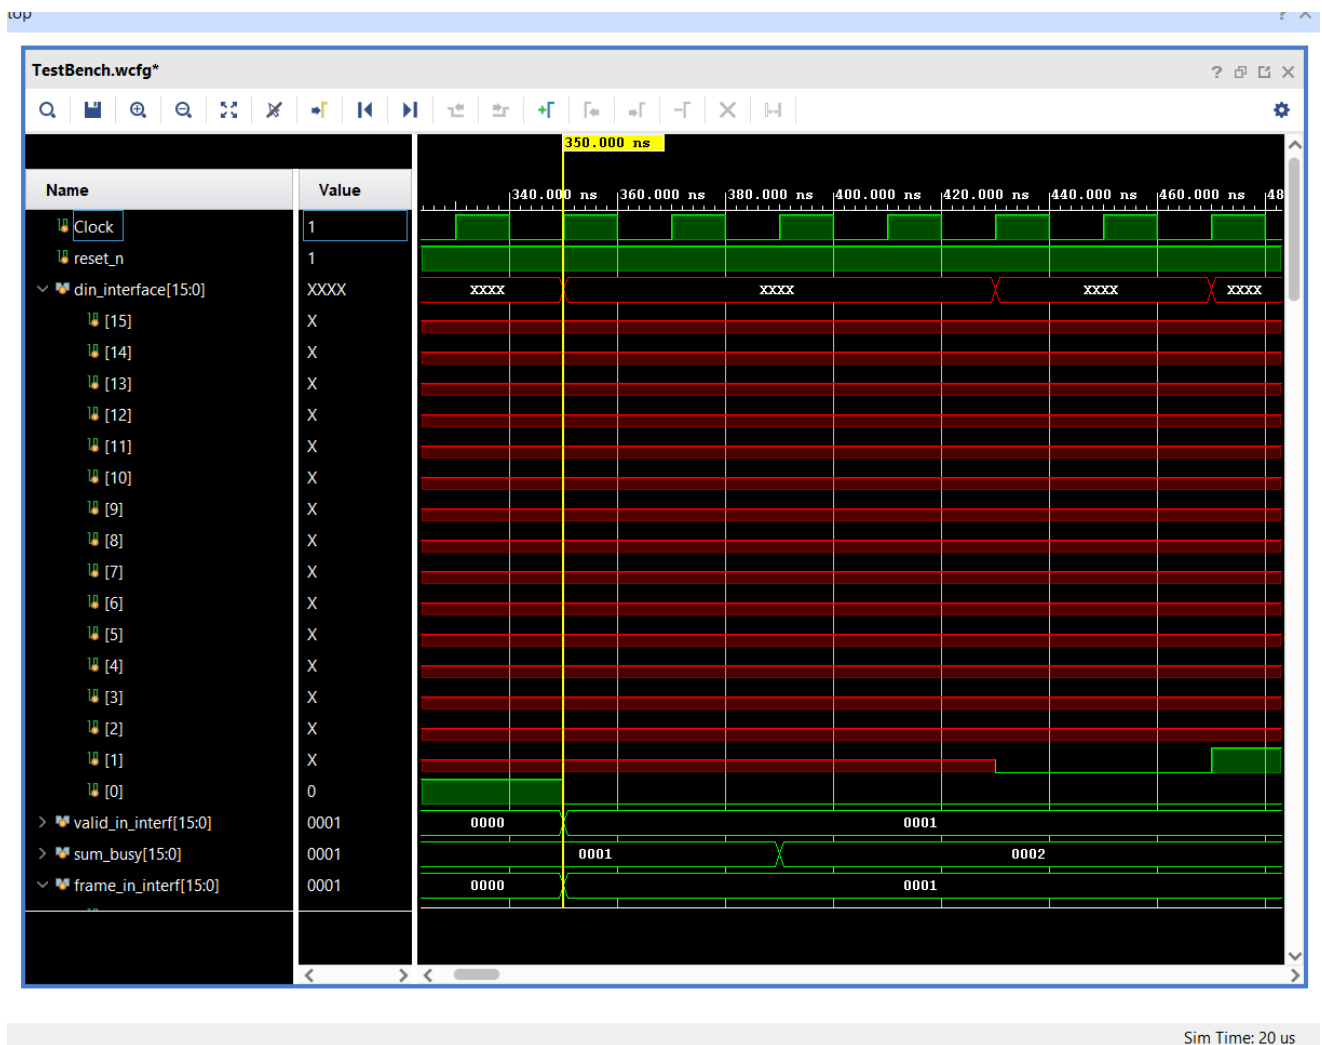 top ?
TestBench.wcfg* ?
350.000 ns
Name Value 340.000 ns 360.000 ns 380.000 ns 400.000 ns 420.000 ns 440.000 ns 460.000 ns 48
Clock 1
reset_n 1
din_interface[15:0] XXXX XXXX XXXX XXXX XXXX
[15] X
[14] X
[13] X
[12] X
[11] X
[10] X
[9] X
[8] X
[7] X
[6] X
[5] X
[4] X
[3] X
[2] X
[1] X
[0] 0
valid_in_interf[15:0] 0001 0000 0001
sum_busy[15:0] 0001 0001 0002
frame_in_interf[15:0] 0001 0000 0001
Sim Time: 20 us